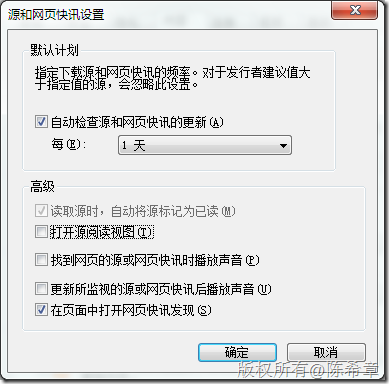 源和网页快讯设置
默认计划
指定下载源和网页快讯的频率。对于发行者建议值大
于指定值的源，会忽略此设置。
自动检查源和网页快讯的更新(A)
每(E): 1 天
高级
读取源时，自动将源标记为已读(M)
打开源阅读视图(T)
找到网页的源或网页快讯时播放声音(P)
更新所监视的源或网页快讯后播放声音(U)
在页面中打开网页快讯发现(S)
确定 取消
版权所有@陈希章